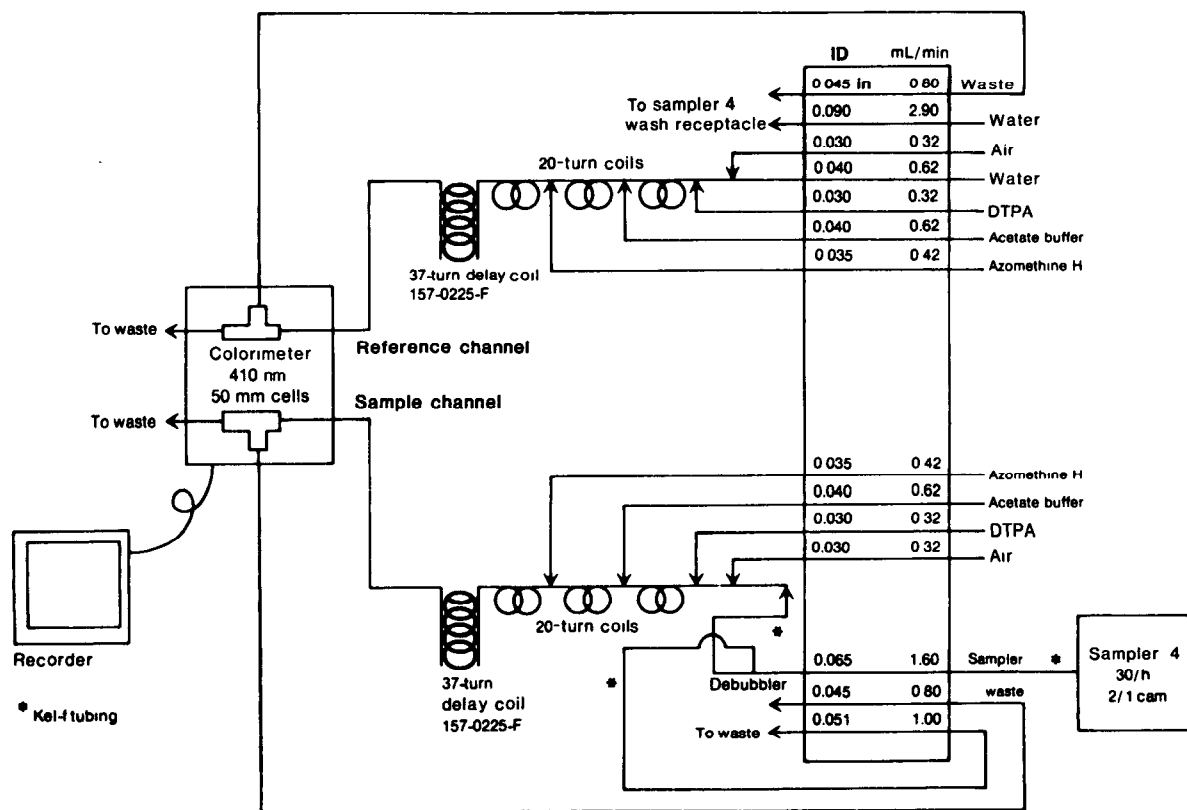 ID mL/min
0 045 in 0 80 Waste
To sampler 4
wash receptacle
0.090 2.90 Water
0.030 0 32 Air
20-turn coils
0 040 0.62 Water
0.030 0.32 DTPA
0.040 0.62 Acetate buffer
0 035 0 42 Azomethine H
37-turn delay coil
157-0225-F
To waste
Reference channel
Colorimeter
410 nm
50 mm cells
Sample channel
To waste
0 035 0 42 Azomethine H
0.040 0.62 Acetate buffer
0.030 0 32 DTPA
0.030 0 32 Air
20-turn coils
*
Recorder
* Kel-f tubing
37-turn
delay coil
157-0225-F
*
Debubbler
0.065 1.60 Sampler *
Sampler 4
30/h
2/1 cam
0.045 0 80 waste
To waste
0.051 1.00